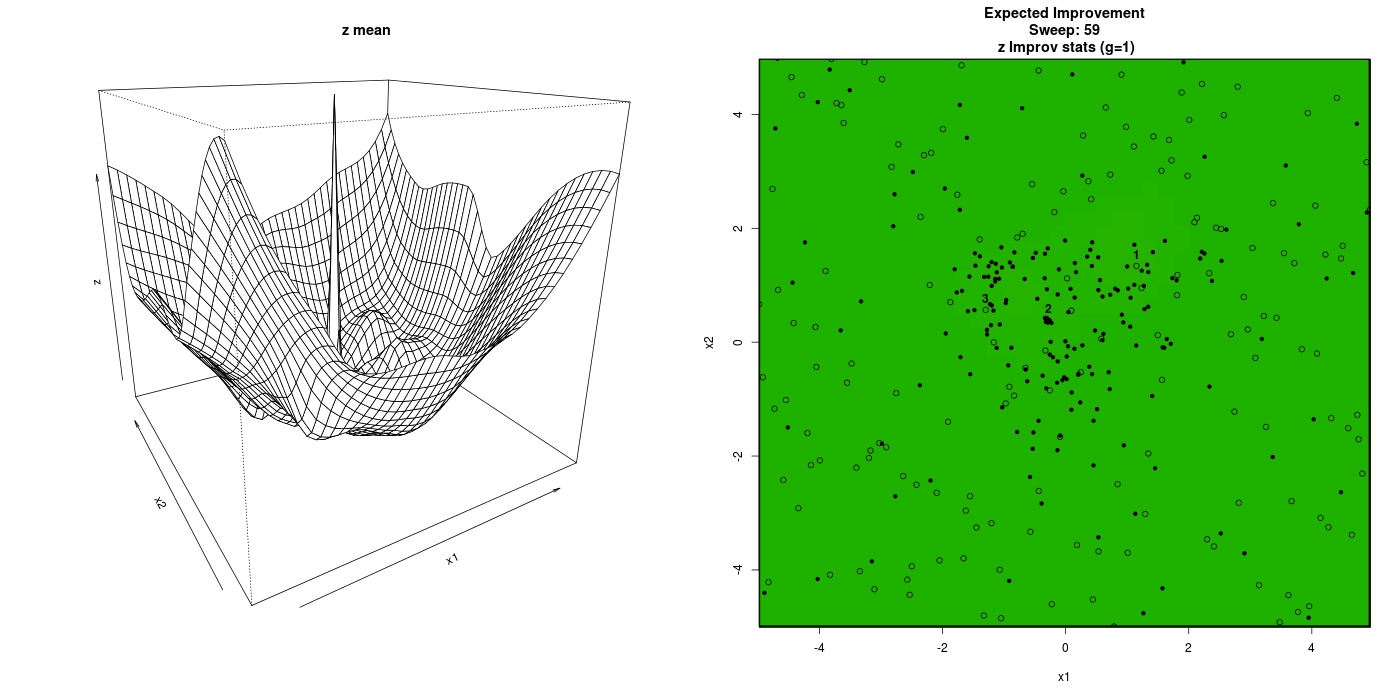 z mean
z
x2
x1
Expected Improvement
Sweep: 59
z Improv stats (g=1)
4
2
0
-2
-4
x2
1
3
2
-4
-2
0
2
4
x1